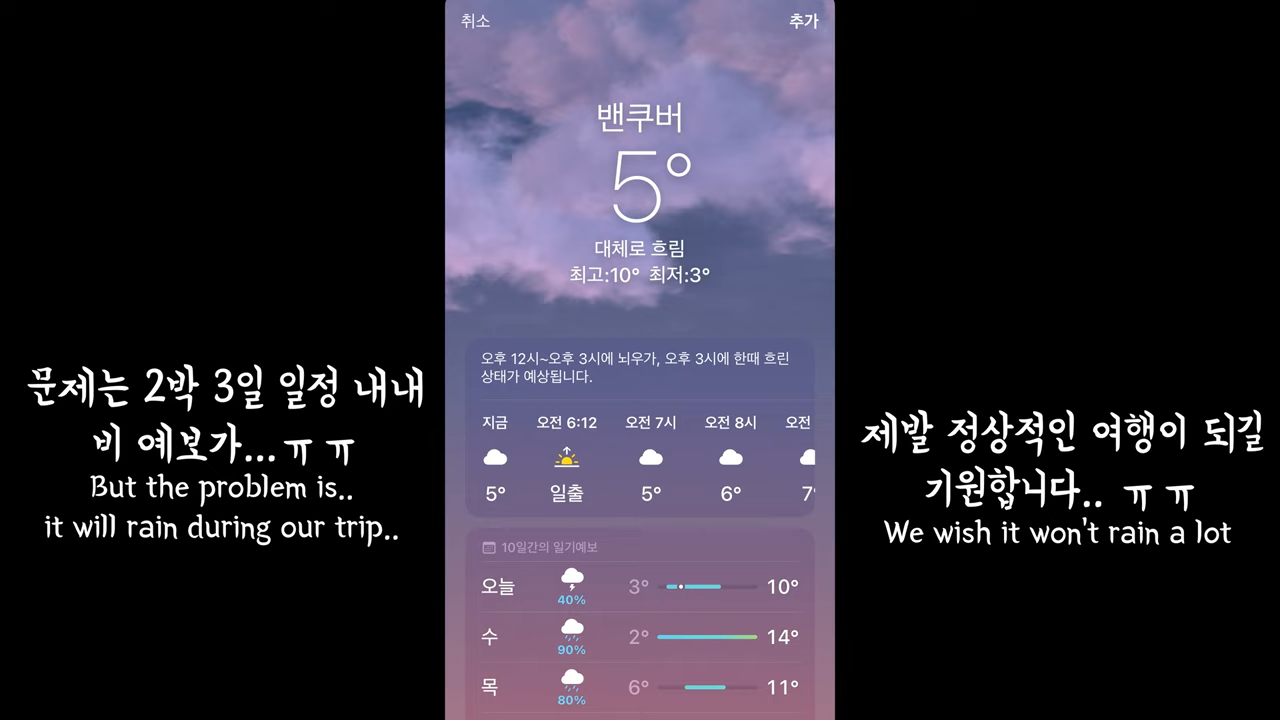 취소
추가
밴쿠버
5°
대체로 흐림
최고:10° 최저:3°
오후 12시~오후 3시에 뇌우가, 오후 3시에 한때 흐린
상태가 예상됩니다.
지금 오전 6:12 오전 7시 오전 8시 오전
5° 일출 5° 6° 7°
10일간의 일기예보
오늘 40% 3° 10°
수 90% 2° 14°
목 80% 6° 11°
문제는 2박 3일 일정 내내
비 예보가...ㅠㅠ
But the problem is..
it will rain during our trip..
제발 정상적인 여행이 되길
기원합니다.. ㅠㅠ
We wish it won't rain a lot